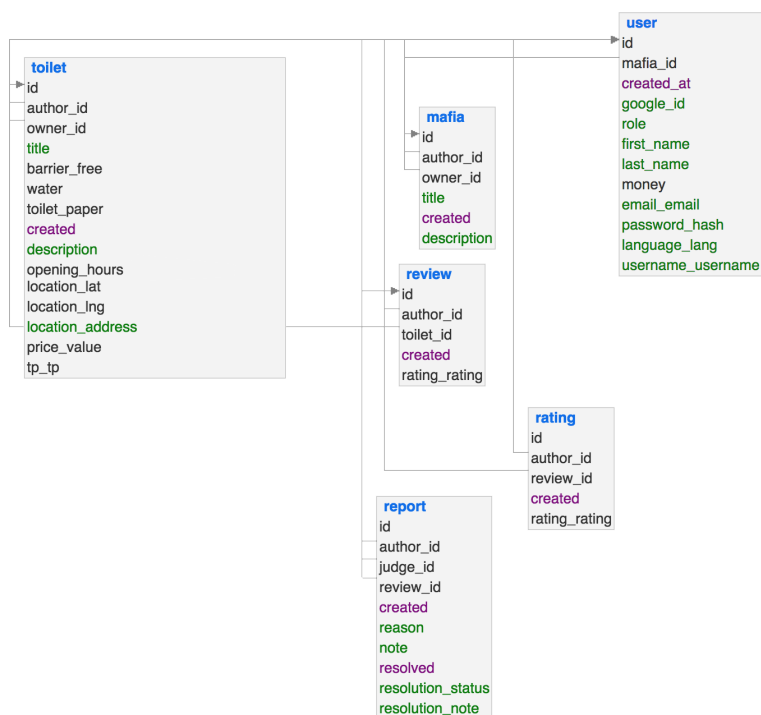 user
id
mafia_id
created_at
google_id
role
first_name
last_name
money
email_email
password_hash
language_lang
username_username
toilet
id
author_id
owner_id
title
barrier_free
water
toilet_paper
created
description
opening_hours
location_lat
location_lng
location_address
price_value
tp_tp
mafia
id
author_id
owner_id
title
created
description
review
id
author_id
toilet_id
created
rating_rating
rating
id
author_id
review_id
created
rating_rating
report
id
author_id
judge_id
review_id
created
reason
note
resolved
resolution_status
resolution_note